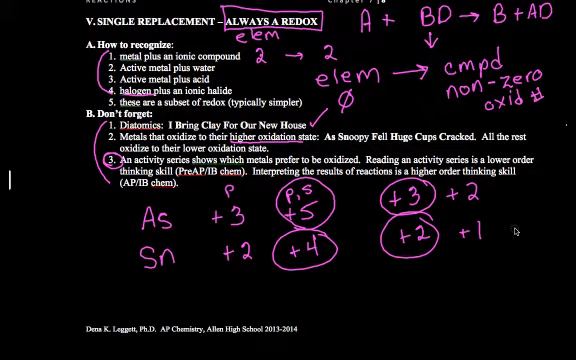 REACTIONS Chapter 7|8
V. SINGLE REPLACEMENT – ALWAYS A REDOX
A + BD → B + AD
elem
A. How to recognize:
2 → 2
1. metal plus an ionic compound
2. Active metal plus water
3. Active metal plus acid
4. halogen plus an ionic halide
5. these are a subset of redox (typically simpler)
elem → cmpd
∅ non-zero
oxid #
B. Don't forget:
1. Diatomics: I Bring Clay For Our New House
2. Metals that oxidize to their higher oxidation state: As Snoopy Fell Huge Cups Cracked. All the rest
oxidize to their lower oxidation state.
3. An activity series shows which metals prefer to be oxidized. Reading an activity series is a lower order
thinking skill (PreAP/IB chem). Interpreting the results of reactions is a higher order thinking skill
(AP/IB chem).
P P, S
As +3 +5 +3 +2
Sn +2 +4 +2 +1
Dena K. Leggett, Ph.D. AP Chemistry, Allen High School 2013-2014